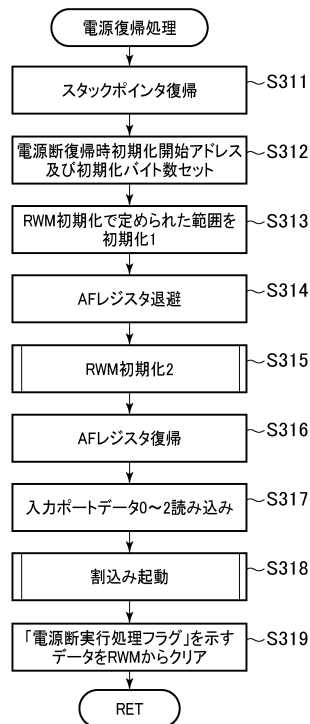 電源復帰処理
スタックポインタ復帰
S311
電源断復帰時初期化開始アドレス
及び初期化バイト数セット
S312
RWM初期化で定められた範囲を
初期化1
S313
AFレジスタ退避
S314
RWM初期化2
S315
AFレジスタ復帰
S316
入力ポートデータ0～2読み込み
S317
割込み起動
S318
「電源断実行処理フラグ」を示す
データをRWMからクリア
S319
RET